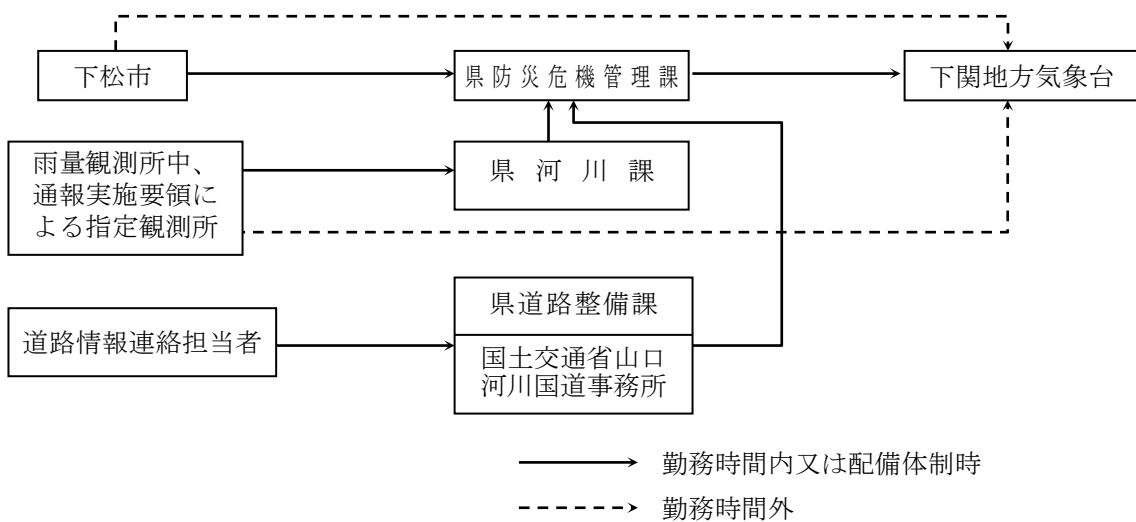 下松市
県防災危機管理課
下関地方気象台
雨量観測所中、
通報実施要領に
よる指定観測所
県河川課
道路情報連絡担当者
県道路整備課
国土交通省山口
河川国道事務所
勤務時間内又は配備体制時
勤務時間外